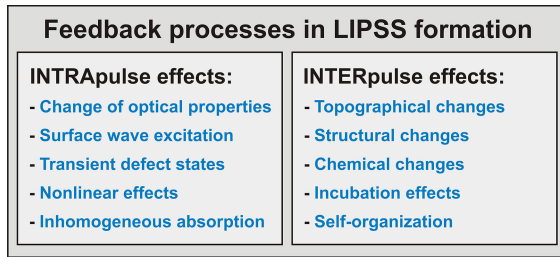 Feedback processes in LIPSS formation
INTRApulse effects:
- Change of optical properties
- Surface wave excitation
- Transient defect states
- Nonlinear effects
- Inhomogeneous absorption
INTERpulse effects:
- Topographical changes
- Structural changes
- Chemical changes
- Incubation effects
- Self-organization